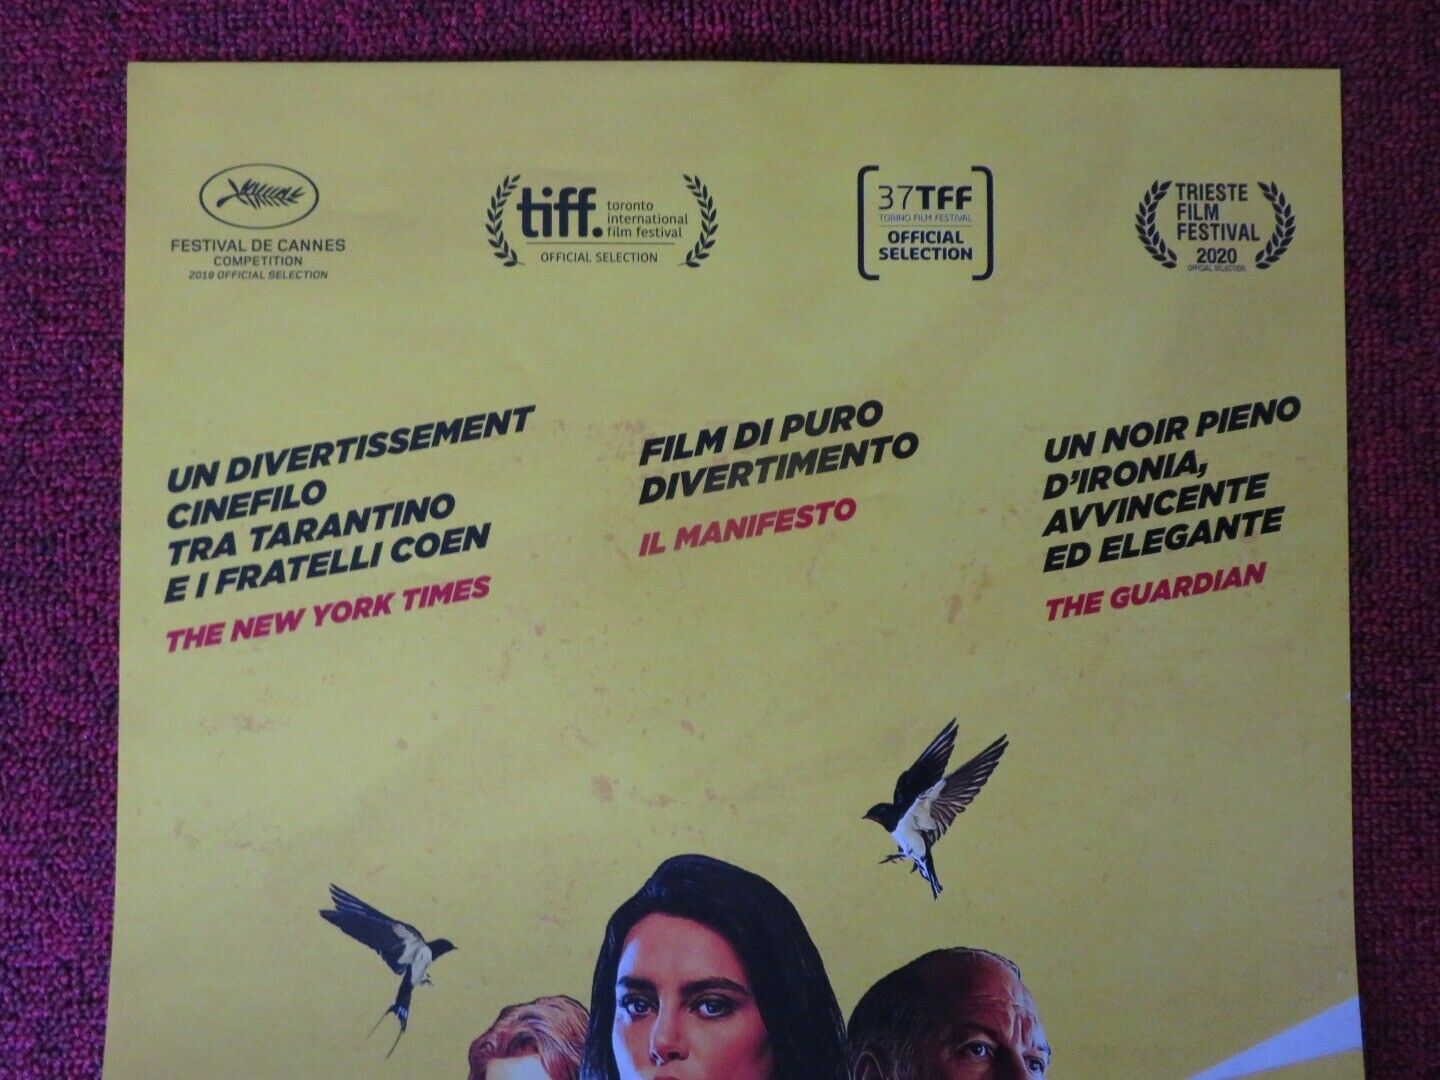 FESTIVAL DE CANNES
COMPETITION
2019 OFFICIAL SELECTION
tiff.
toronto
international
film festival
OFFICIAL SELECTION
37TFF
TORINO FILM FESTIVAL
OFFICIAL
SELECTION
TRIESTE
FILM
FESTIVAL
2020
OFFICIAL SELECTION
UN DIVERTISSEMENT
CINEFILO
TRA TARANTINO
E I FRATELLI COEN
THE NEW YORK TIMES
FILM DI PURO
DIVERTIMENTO
IL MANIFESTO
UN NOIR PIENO
D'IRONIA,
AVVINCENTE
ED ELEGANTE
THE GUARDIAN